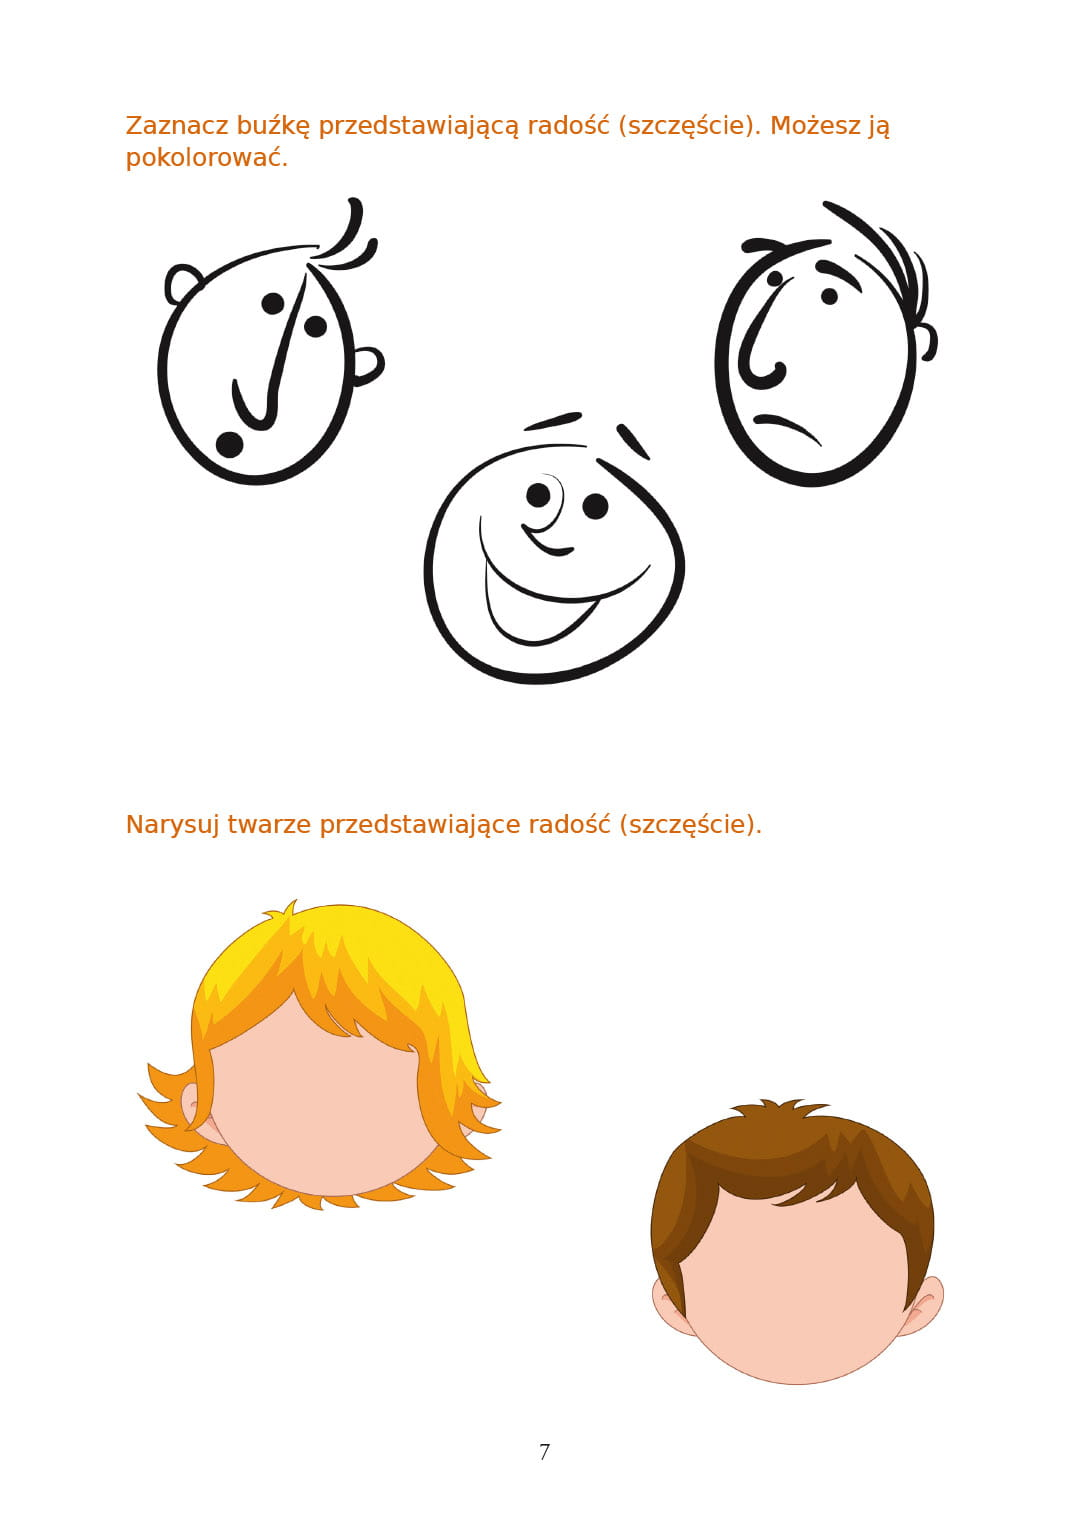 Zaznacz buźkę przedstawiającą radość (szczęście). Możesz ją
pokolorować.
Narysuj twarze przedstawiające radość (szczęście).
7